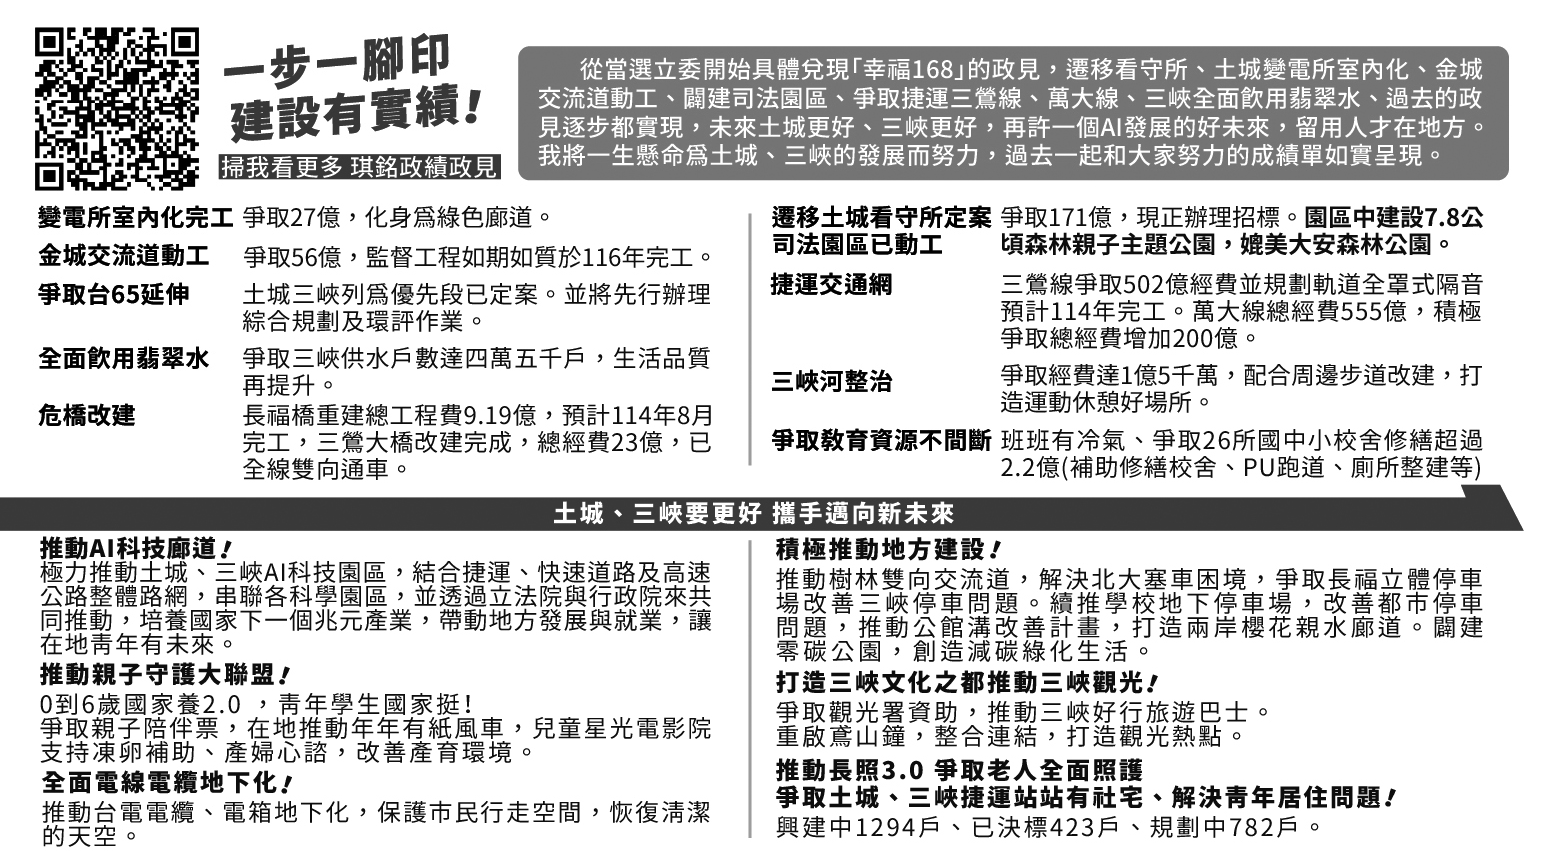 一步一腳印
建設有實績!
掃我看更多 琪銘政績政見
從當選立委開始具體兌現「幸福168」的政見，遷移看守所、土城變電所室內化、金城
交流道動工、闢建司法園區、爭取捷運三鶯線、萬大線、三峽全面飲用翡翠水、過去的政
見逐步都實現，未來土城更好、三峽更好，再許一個AI發展的好未來，留用人才在地方。
我將一生懸命為土城、三峽的發展而努力，過去一起和大家努力的成績單如實呈現。
變電所室內化完工 爭取27億，化身為綠色廊道。
金城交流道動工 爭取56億，監督工程如期如質於116年完工。
爭取台65延伸 土城三峽列為優先段已定案。並將先行辦理
綜合規劃及環評作業。
全面飲用翡翠水 爭取三峽供水戶數達四萬五千戶，生活品質
再提升。
危橋改建 長福橋重建總工程費9.19億，預計114年8月
完工，三鶯大橋改建完成，總經費23億，已
全線雙向通車。
遷移土城看守所定案 爭取171億，現正辦理招標。園區中建設7.8公
司法園區已動工 頃森林親子主題公園，媲美大安森林公園。
捷運交通網 三鶯線爭取502億經費並規劃軌道全罩式隔音
預計114年完工。萬大線總經費555億，積極
爭取總經費增加200億。
三峽河整治 爭取經費達1億5千萬，配合周邊步道改建，打
造運動休憩好場所。
爭取教育資源不間斷 班班有冷氣、爭取26所國中小校舍修繕超過
2.2億(補助修繕校舍、PU跑道、廁所整建等)
土城、三峽要更好 攜手邁向新未來
推動AI科技廊道!
極力推動土城、三峽AI科技園區，結合捷運、快速道路及高速
公路整體路網，串聯各科學園區，並透過立法院與行政院來共
同推動，培養國家下一個兆元產業，帶動地方發展與就業，讓
在地青年有未來。
推動親子守護大聯盟!
0到6歲國家養2.0 ，青年學生國家挺!
爭取親子陪伴票，在地推動年年有紙風車，兒童星光電影院
支持凍卵補助、產婦心諮，改善產育環境。
全面電線電纜地下化!
推動台電電纜、電箱地下化，保護市民行走空間，恢復清潔
的天空。
積極推動地方建設!
推動樹林雙向交流道，解決北大塞車困境，爭取長福立體停車
場改善三峽停車問題。續推學校地下停車場，改善都市停車
問題，推動公館溝改善計畫，打造兩岸櫻花親水廊道。闢建
零碳公園，創造減碳綠化生活。
打造三峽文化之都推動三峽觀光!
爭取觀光署資助，推動三峽好行旅遊巴士。
重啟鳶山鐘，整合連結，打造觀光熱點。
推動長照3.0 爭取老人全面照護
爭取土城、三峽捷運站站有社宅、解決青年居住問題!
興建中1294戶、已決標423戶、規劃中782戶。